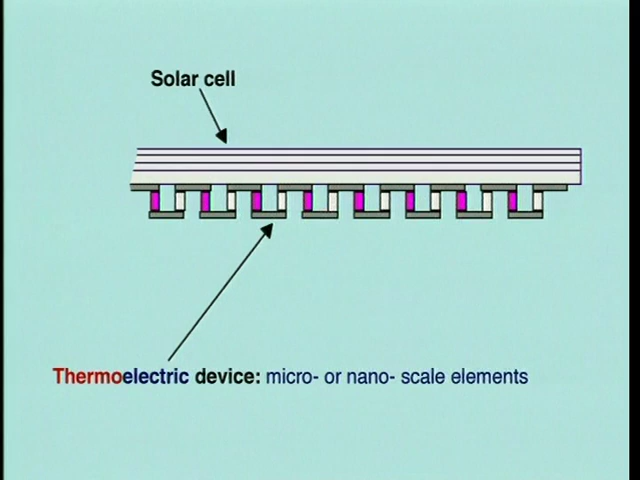 Solar cell
Thermoelectric device: micro- or nano- scale elements